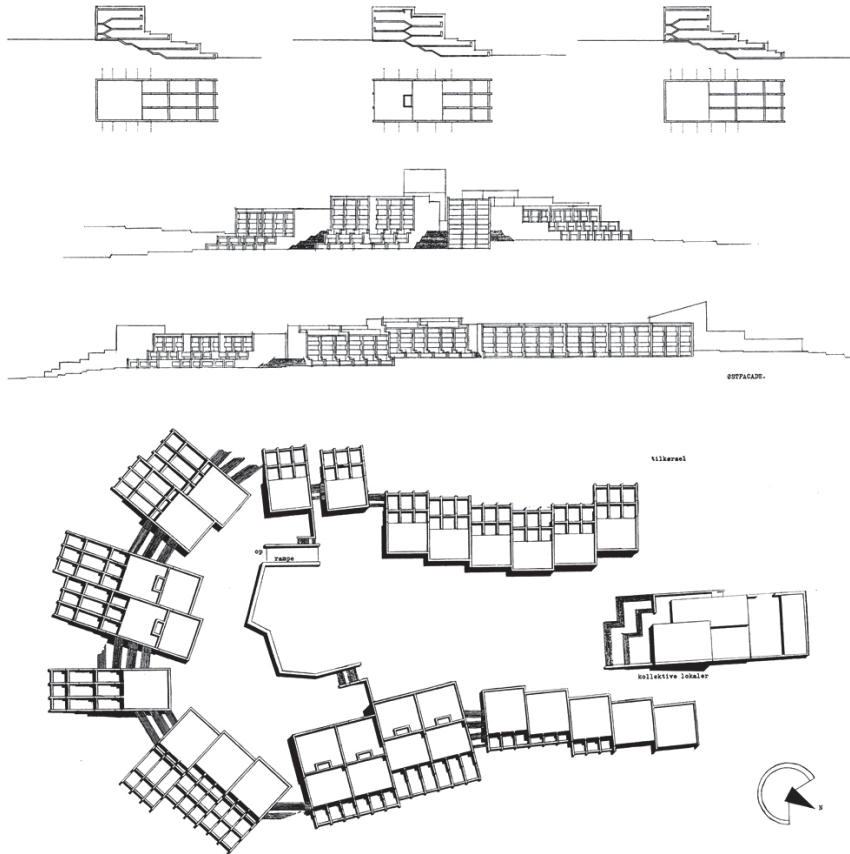 ØSTFACADE.
tilkørsel
op
rampe
kollektive lokaler
N